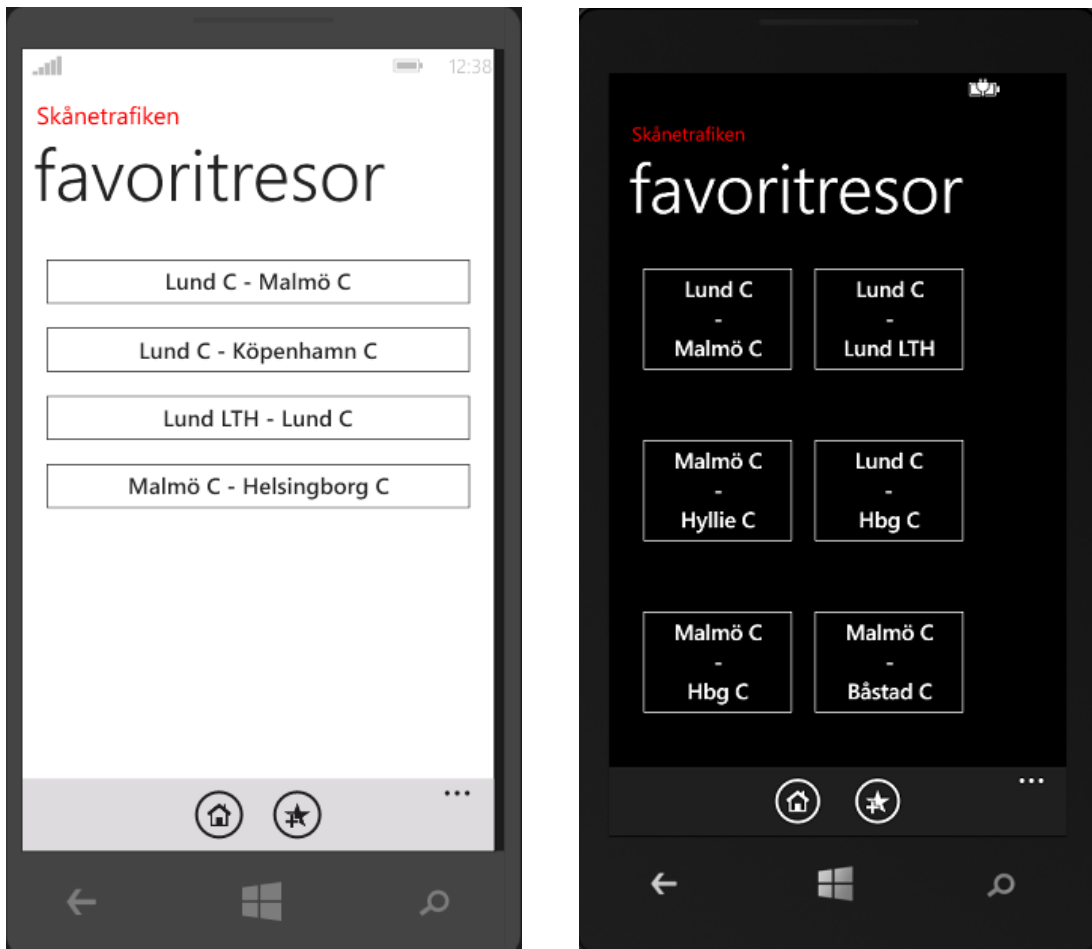 12:38
Skånetrafiken
favoritresor
Lund C - Malmö C
Lund C - Köpenhamn C
Lund LTH - Lund C
Malmö C - Helsingborg C
Skånetrafiken
favoritresor
Lund C
-
Malmö C
Lund C
-
Lund LTH
Malmö C
-
Hyllie C
Lund C
-
Hbg C
Malmö C
-
Hbg C
Malmö C
-
Båstad C